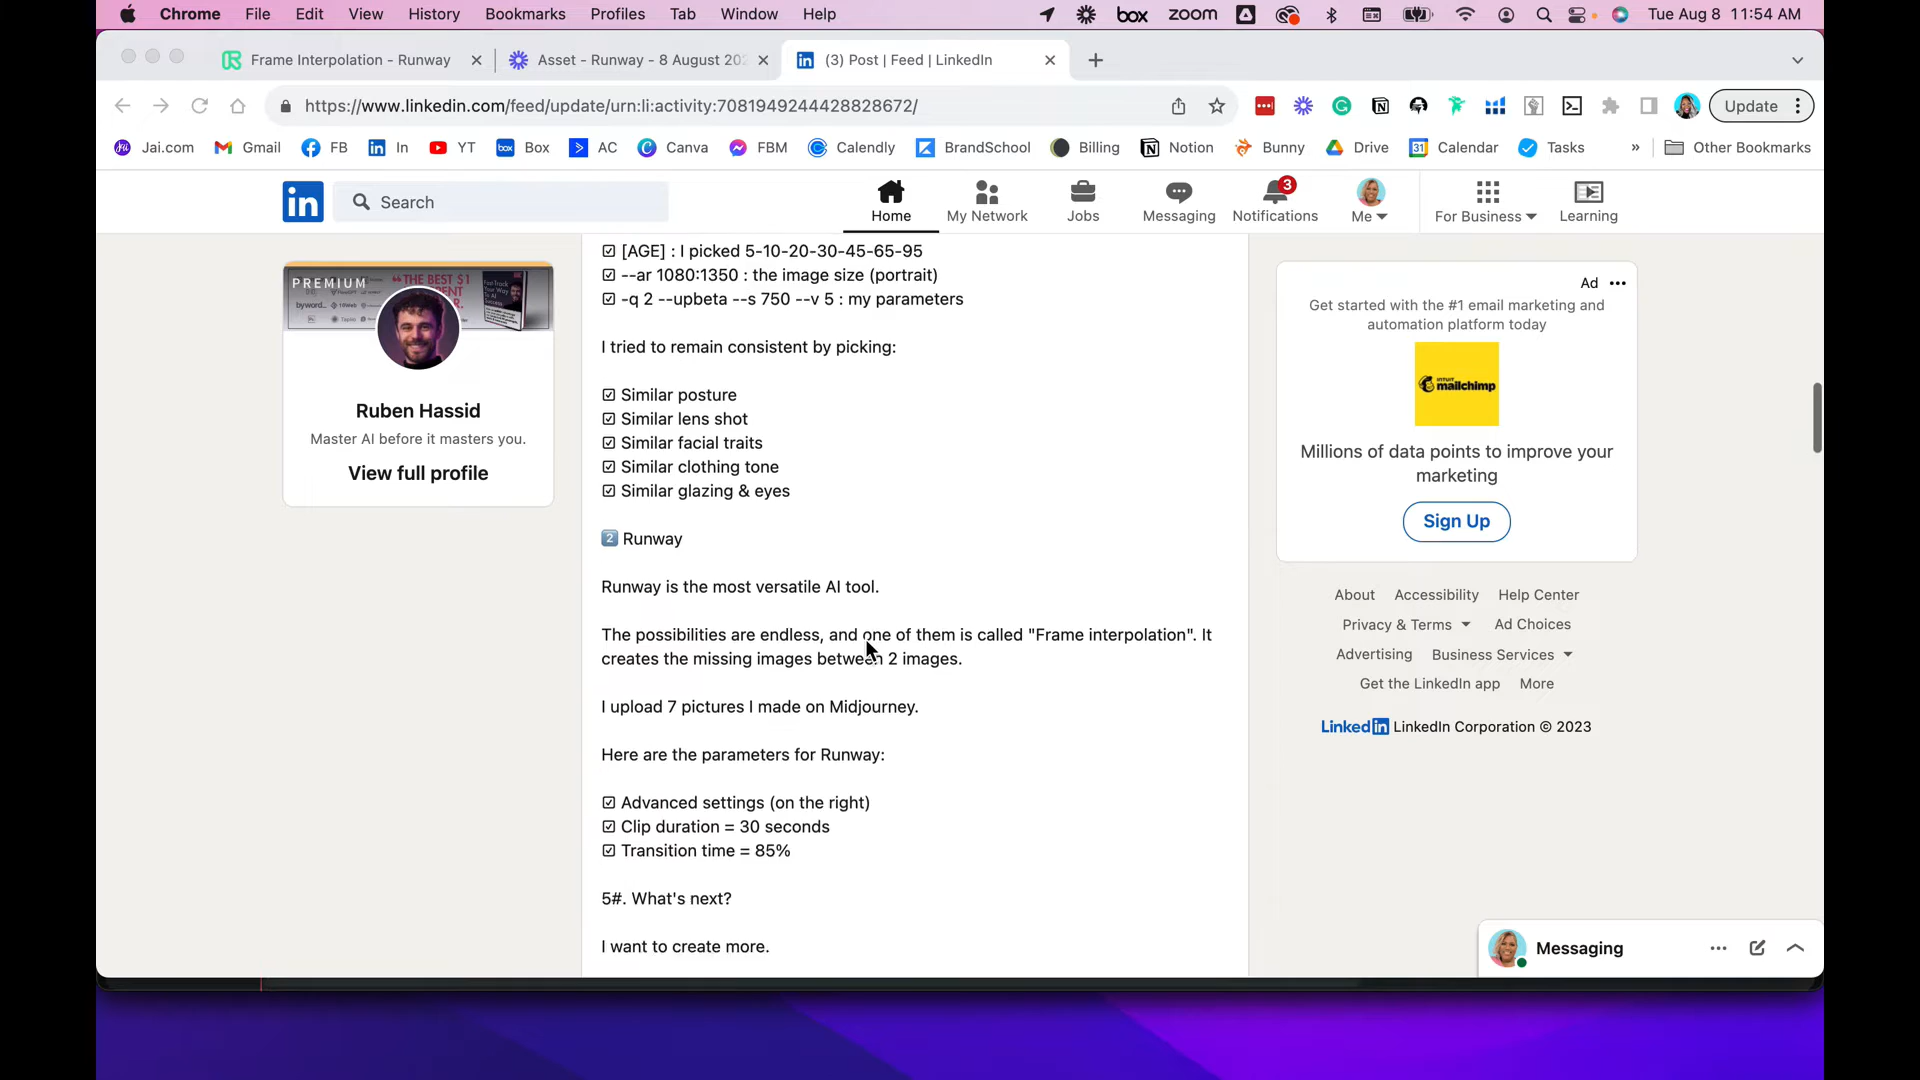 Chrome File Edit View History Bookmarks Profiles Tab Window Help box zoom Tue Aug 8 11:54 AM
Frame Interpolation - Runway Asset - Runway - 8 August 202 (3) Post | Feed | LinkedIn
https://www.linkedin.com/feed/update/urn:li:activity:7081949244428828672/ Update
Jai.com Gmail FB In YT box Box AC Canva FBM Calendly BrandSchool Billing Notion Bunny Drive 31 Calendar Tasks » Other Bookmarks
in Search Home My Network Jobs Messaging 3 Notifications Me For Business Learning
PREMIUM
Ruben Hassid
Master AI before it masters you.
View full profile
☑ [AGE] : I picked 5-10-20-30-45-65-95
☑ --ar 1080:1350 : the image size (portrait)
☑ -q 2 --upbeta --s 750 --v 5 : my parameters
I tried to remain consistent by picking:
☑ Similar posture
☑ Similar lens shot
☑ Similar facial traits
☑ Similar clothing tone
☑ Similar glazing & eyes
2 Runway
Runway is the most versatile AI tool.
The possibilities are endless, and one of them is called "Frame interpolation". It
creates the missing images between 2 images.
I upload 7 pictures I made on Midjourney.
Here are the parameters for Runway:
☑ Advanced settings (on the right)
☑ Clip duration = 30 seconds
☑ Transition time = 85%
5#. What's next?
I want to create more.
Ad •••
Get started with the #1 email marketing and
automation platform today
INTUIT
mailchimp
Millions of data points to improve your
marketing
Sign Up
About Accessibility Help Center
Privacy & Terms Ad Choices
Advertising Business Services
Get the LinkedIn app More
LinkedIn LinkedIn Corporation © 2023
Messaging